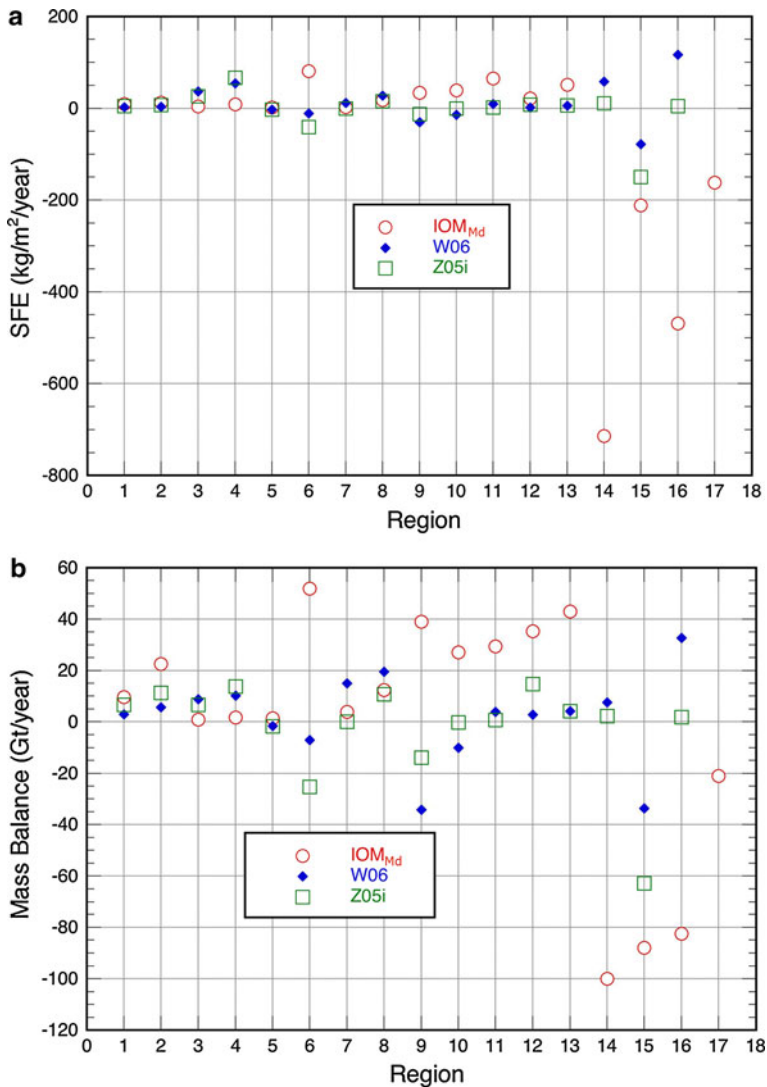 a
200
0
-200
-400
-600
-800
SFE (kg/m²/year)
IOM_Md
W06
Z05i
0 1 2 3 4 5 6 7 8 9 10 11 12 13 14 15 16 17 18
Region
b
60
40
20
0
-20
-40
-60
-80
-100
-120
Mass Balance (Gt/year)
IOM_Md
W06
Z05i
0 1 2 3 4 5 6 7 8 9 10 11 12 13 14 15 16 17 18
Region